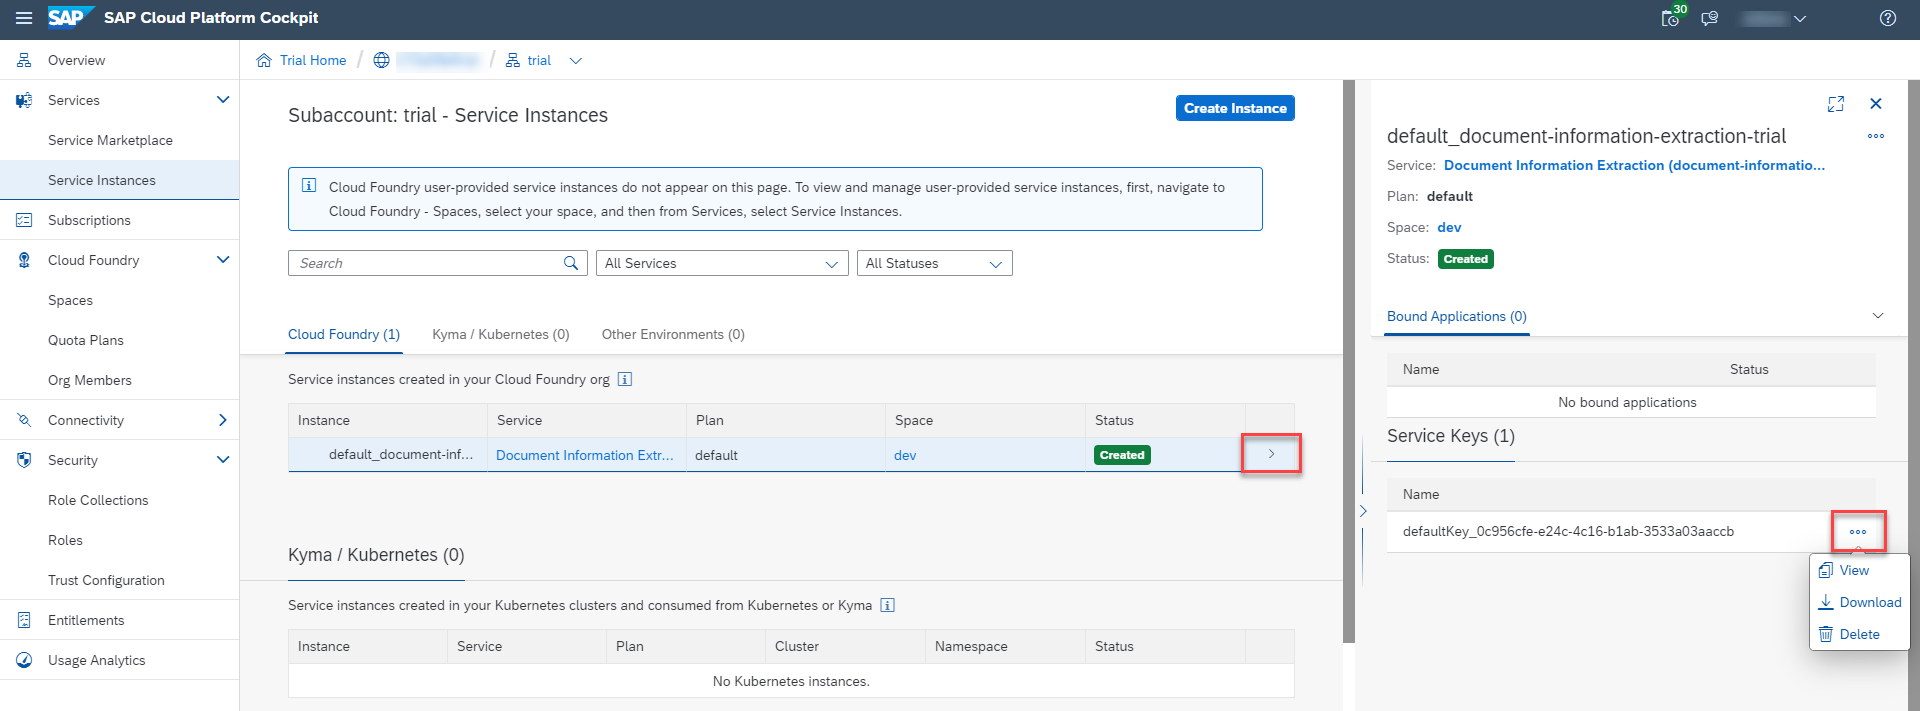 SAP SAP Cloud Platform Cockpit
30
Overview
Services
Service Marketplace
Service Instances
Subscriptions
Cloud Foundry
Spaces
Quota Plans
Org Members
Connectivity
Security
Role Collections
Roles
Trust Configuration
Entitlements
Usage Analytics
Trial Home / / trial
Subaccount: trial - Service Instances
Create Instance
Cloud Foundry user-provided service instances do not appear on this page. To view and manage user-provided service instances, first, navigate to
Cloud Foundry - Spaces, select your space, and then from Services, select Service Instances.
Search
All Services
All Statuses
Cloud Foundry (1) Kyma / Kubernetes (0) Other Environments (0)
Service instances created in your Cloud Foundry org
Instance Service Plan Space Status
default_document-inf... Document Information Extr... default dev Created
Kyma / Kubernetes (0)
Service instances created in your Kubernetes clusters and consumed from Kubernetes or Kyma
Instance Service Plan Cluster Namespace Status
No Kubernetes instances.
default_document-information-extraction-trial
Service: Document Information Extraction (document-informatio...
Plan: default
Space: dev
Status: Created
Bound Applications (0)
Name Status
No bound applications
Service Keys (1)
Name
defaultKey_0c956cfe-e24c-4c16-b1ab-3533a03aaccb
View
Download
Delete